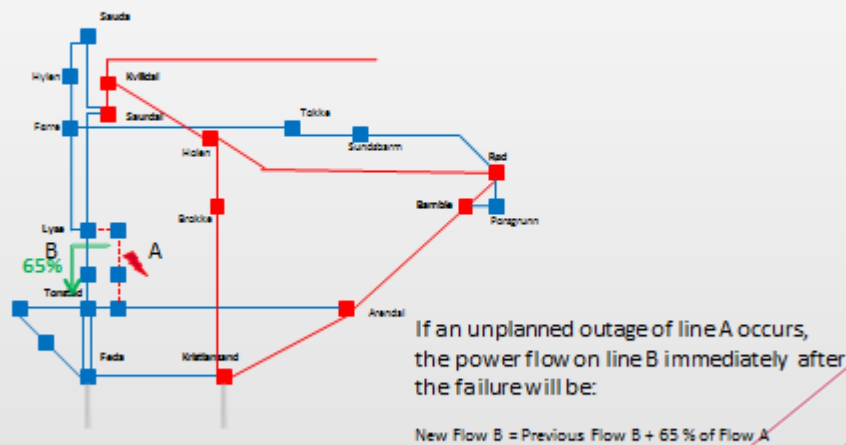 Sauda
Hylen
Kvilldal
Saurdal
Førre
Tokke
Holen
Sundsbarm
Rød
Bamble
Porsgrunn
Brokke
Lyse
B
A
65%
Tonstad
Arendal
Feda
Kristiansand
If an unplanned outage of line A occurs,
the power flow on line B immediately after
the failure will be:
New Flow B = Previous Flow B + 65 % of Flow A